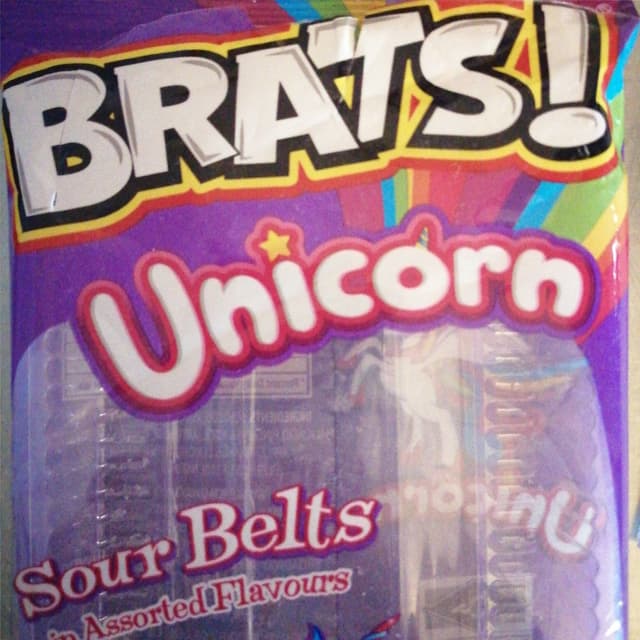 BRATS!
Unicorn
Sour Belts
in Assorted Flavours